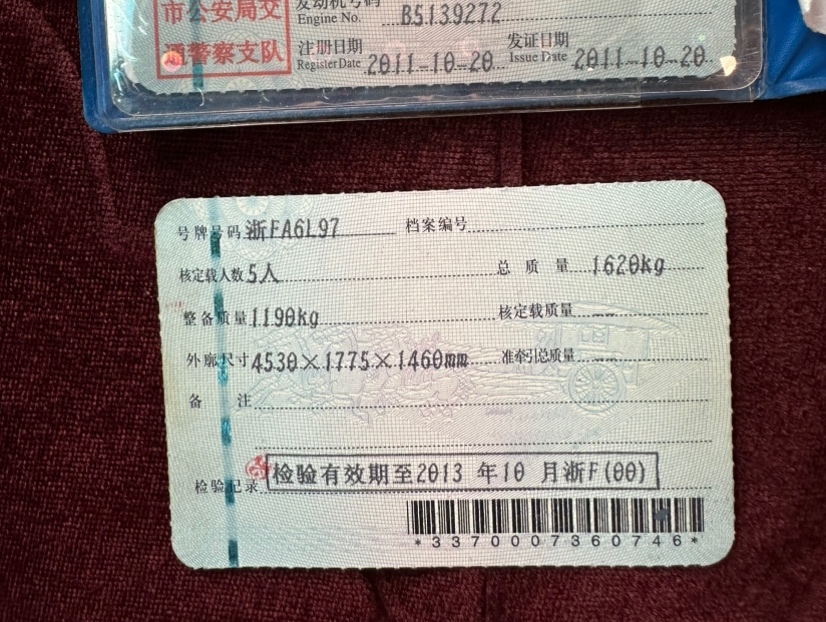 市公安局交
通警察支队
发动机号码
Engine No. B5139272
注册日期
Register Date 2011-10-20
发证日期
Issue Date 2011-10-20
号牌号码 浙FA6L97 档案编号
核定载人数 5人 总质量 1620kg
整备质量 1190kg 核定载质量 --
外廓尺寸 4530×1775×1460mm 准牵引总质量 --
备注
检验记录 检验有效期至2013 年10 月浙F(00)
*3370007360746*